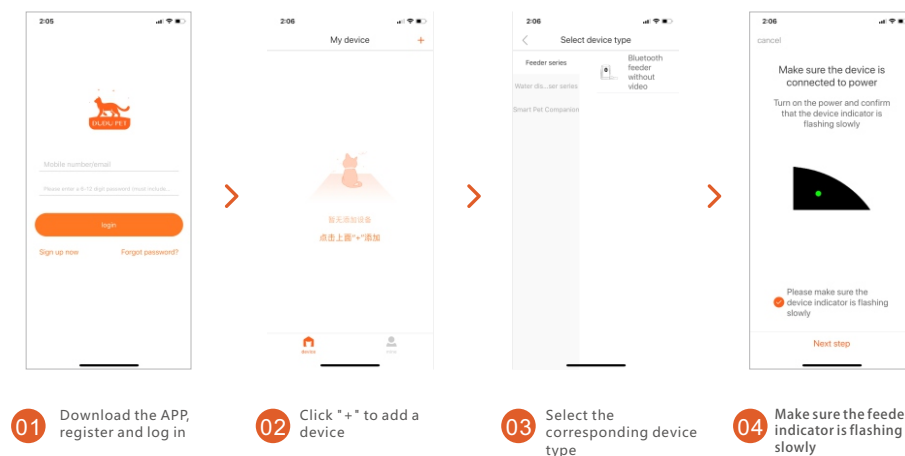 2:05
DUDU PET
Mobile number/email
Please enter a 6-12 digit password (must include...
login
Sign up now
Forgot password?
2:06
My device
+
暂无添加设备
点击上面"+"添加
device
mine
2:06
Select device type
Feeder series
Water dis...ser series
Smart Pet Companion
Bluetooth
feeder
without
video
2:06
cancel
Make sure the device is
connected to power
Turn on the power and confirm
that the device indicator is
flashing slowly
Please make sure the
device indicator is flashing
slowly
Next step
01
Download the APP,
register and log in
02
Click "+" to add a
device
03
Select the
corresponding device
type
04
Make sure the feede
indicator is flashing
slowly